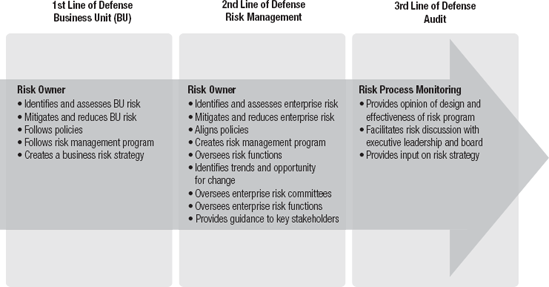 1st Line of Defense
Business Unit (BU)
Risk Owner
• Identifies and assesses BU risk
• Mitigates and reduces BU risk
• Follows policies
• Follows risk management program
• Creates a business risk strategy
2nd Line of Defense
Risk Management
Risk Owner
• Identifies and assesses enterprise risk
• Mitigates and reduces enterprise risk
• Aligns policies
• Creates risk management program
• Oversees risk functions
• Identifies trends and opportunity
for change
• Oversees enterprise risk committees
• Oversees enterprise risk functions
• Provides guidance to key stakeholders
3rd Line of Defense
Audit
Risk Process Monitoring
• Provides opinion of design and
effectiveness of risk program
• Facilitates risk discussion with
executive leadership and board
• Provides input on risk strategy